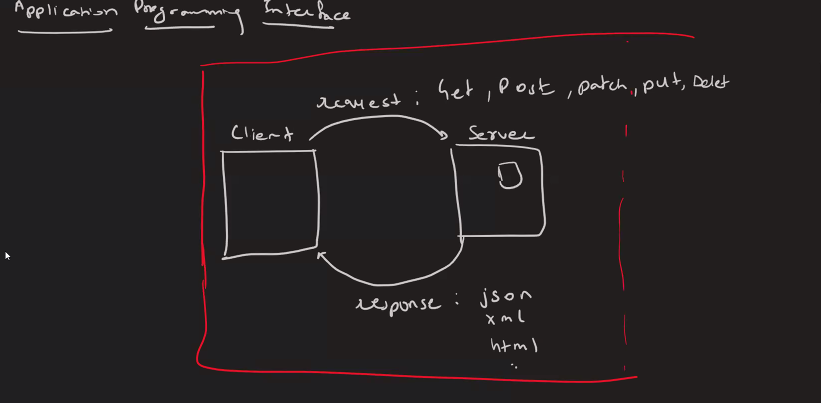 Application Programming Interface
request : Get, Post, patch, put, Delet
Client
Server
response : json
xml
html